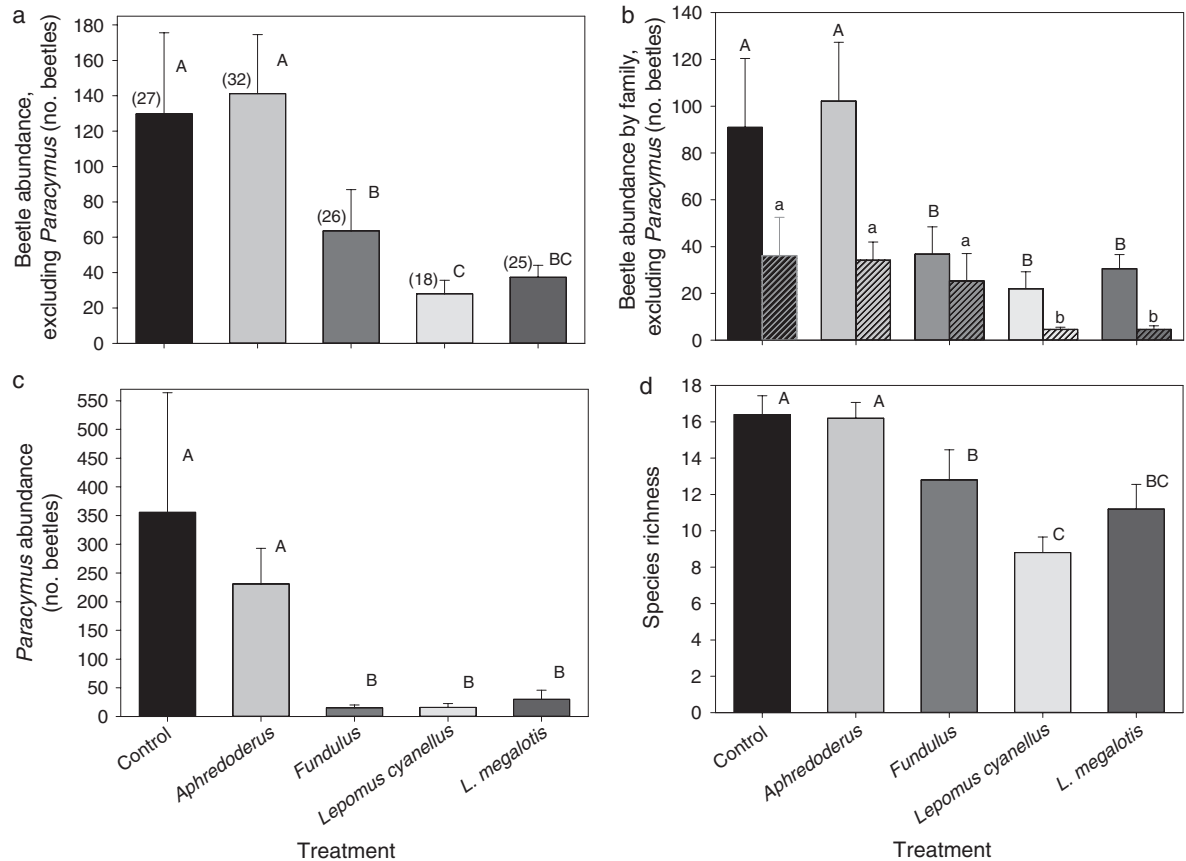 a
Beetle abundance,
excluding Paracymus (no. beetles)
180
160
140
120
100
80
60
40
20
0
(27)
A
(32)
A
(26)
B
(18)
C
(25)
BC
b
Beetle abundance by family,
excluding Paracymus (no. beetles)
140
120
100
80
60
40
20
0
A
a
A
a
B
a
B
b
B
b
c
Paracymus abundance
(no. beetles)
550
500
450
400
350
300
250
200
150
100
50
0
A
A
B
B
B
Control
Aphredoderus
Fundulus
Lepomus cyanellus
L. megalotis
Treatment
d
Species richness
18
16
14
12
10
8
6
4
2
0
A
A
B
C
BC
Control
Aphredoderus
Fundulus
Lepomus cyanellus
L. megalotis
Treatment